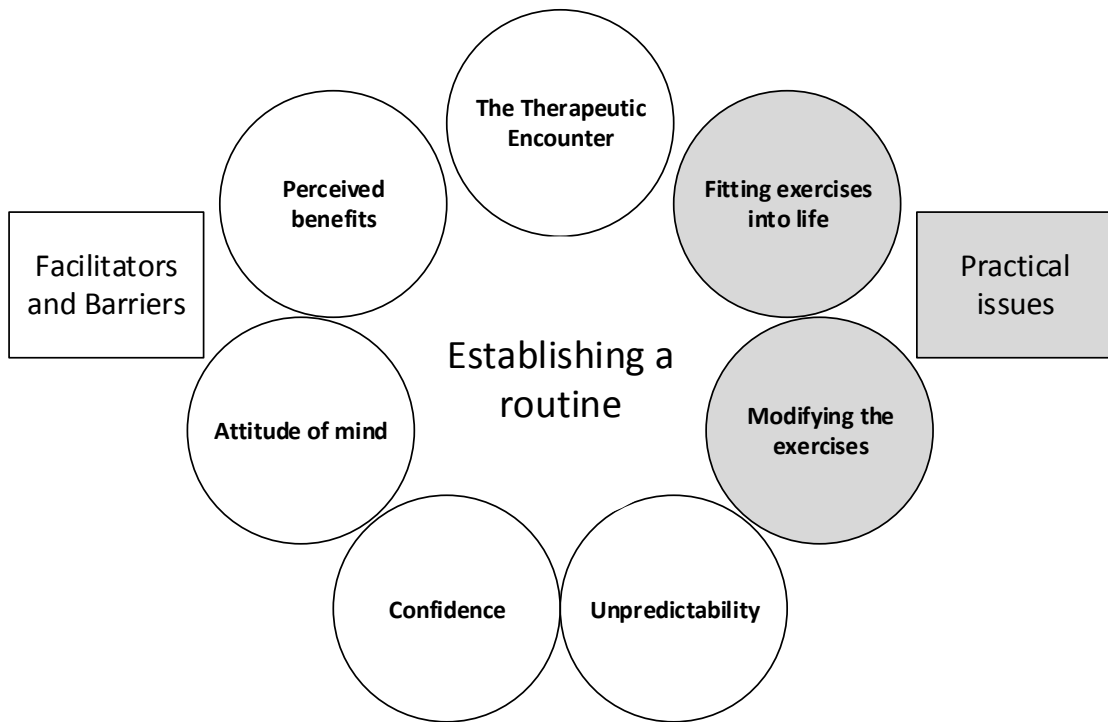 The Therapeutic
Encounter
Perceived
benefits
Fitting exercises
into life
Facilitators
and Barriers
Practical
issues
Establishing a
routine
Attitude of mind
Modifying the
exercises
Confidence
Unpredictability